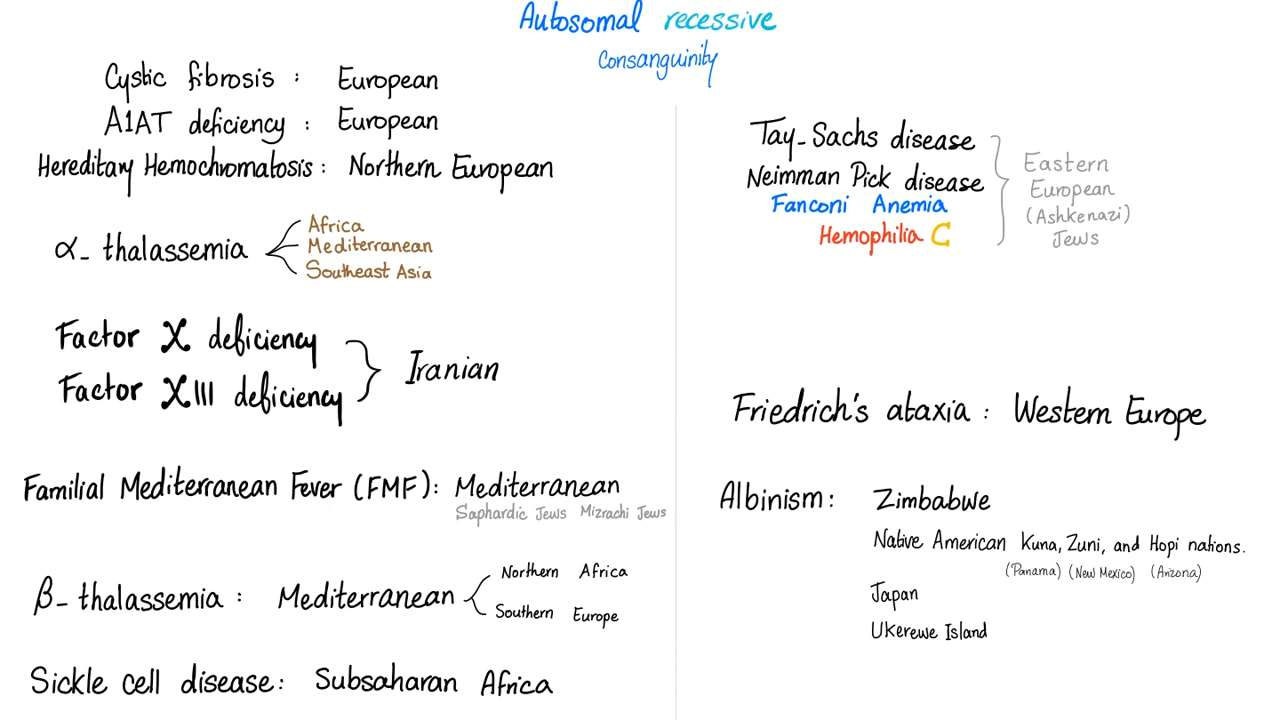 Autosomal recessive
Consanguinity
Cystic fibrosis : European
A1AT deficiency : European
Hereditary Hemochromatosis : Northern European
α- thalassemia
Africa
Mediterranean
Southeast Asia
Factor X deficiency
Factor XIII deficiency
Iranian
Familial Mediterranean Fever (FMF): Mediterranean
Saphardic Jews Mizrachi Jews
β- thalassemia : Mediterranean
Northern Africa
Southern Europe
Sickle cell disease: Subsaharan Africa
Tay-Sachs disease
Neimman Pick disease
Fanconi Anemia
Hemophilia C
Eastern
European
(Ashkenazi)
Jews
Friedrich's ataxia : Western Europe
Albinism: Zimbabwe
Native American Kuna, Zuni, and Hopi nations.
(Panama) (New Mexico) (Arizona)
Japan
Ukerewe Island